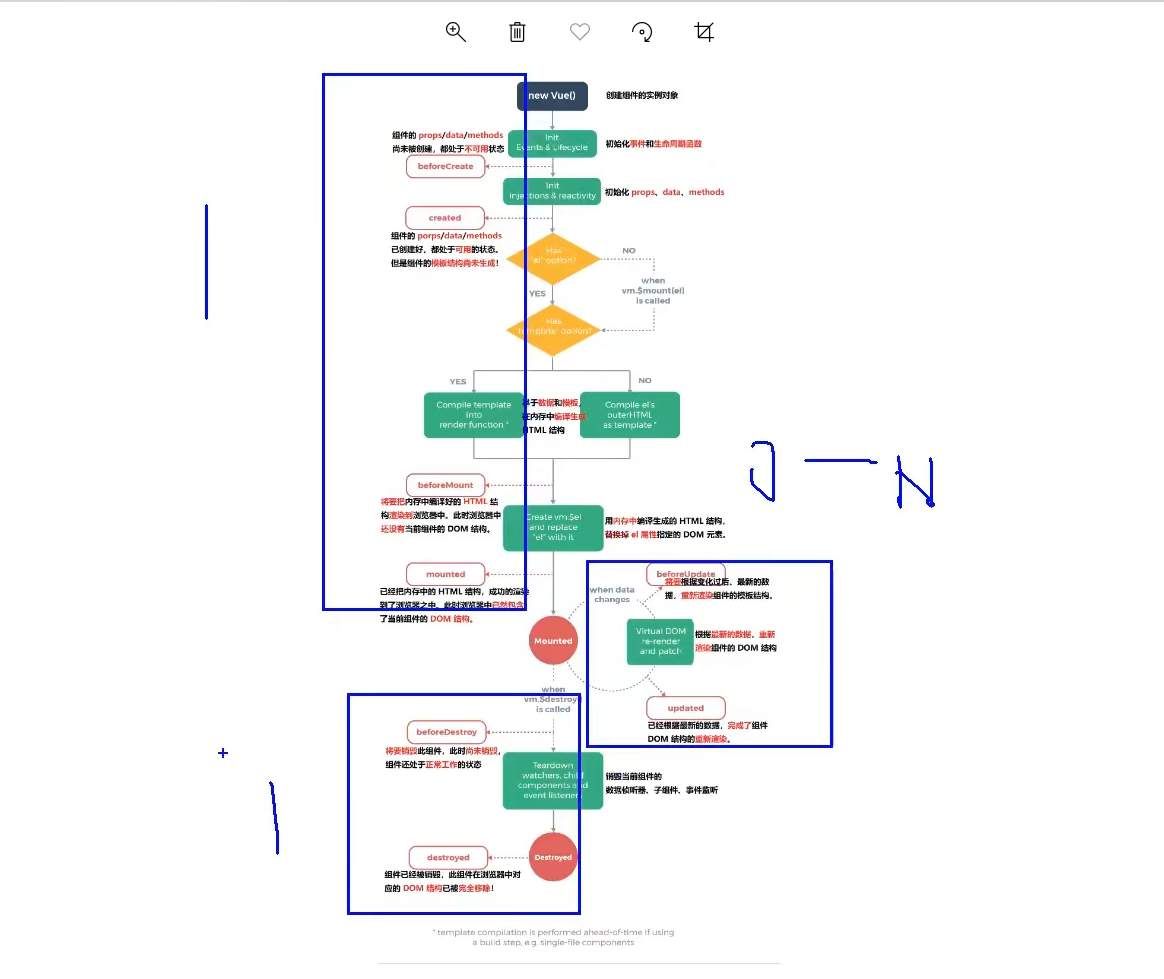 new Vue()
创建组件的实例对象
组件的 props/data/methods
尚未被创建，都处于不可用状态
Init
Events & Lifecycle
初始化事件和生命周期函数
beforeCreate
Init
injections & reactivity
初始化 props、data、methods
created
组件的 porps/data/methods
已创建好，都处于可用的状态。
但是组件的模板结构尚未生成！
Has
"el" option?
NO
when
vm.$mount(el)
is called
YES
Has
"template" option?
YES
NO
Compile template
into
render function *
基于数据和模板，
在内存中编译生成
HTML 结构
Compile el's
outerHTML
as template *
beforeMount
将要把内存中编译好的 HTML 结
构渲染到浏览器中。此时浏览器中
还没有当前组件的 DOM 结构。
Create vm.$el
and replace
"el" with it
用内存中编译生成的 HTML 结构，
替换掉 el 属性指定的 DOM 元素。
mounted
已经把内存中的 HTML 结构，成功的渲染
到了浏览器之中。此时浏览器中已然包含
了当前组件的 DOM 结构。
Mounted
when data
changes
beforeUpdate
将要根据变化过后、最新的数
据，重新渲染组件的模板结构。
Virtual DOM
re-render
and patch
根据最新的数据，重新
渲染组件的 DOM 结构
updated
已经根据最新的数据，完成了组件
DOM 结构的重新渲染。
when
vm.$destroy()
is called
beforeDestroy
将要销毁此组件，此时尚未销毁，
组件还处于正常工作的状态
Teardown
watchers, child
components and
event listeners
销毁当前组件的
数据侦听器、子组件、事件监听
destroyed
Destroyed
组件已经被销毁，此组件在浏览器中对
应的 DOM 结构已被完全移除！
* template compilation is performed ahead-of-time if using
a build step, e.g. single-file components